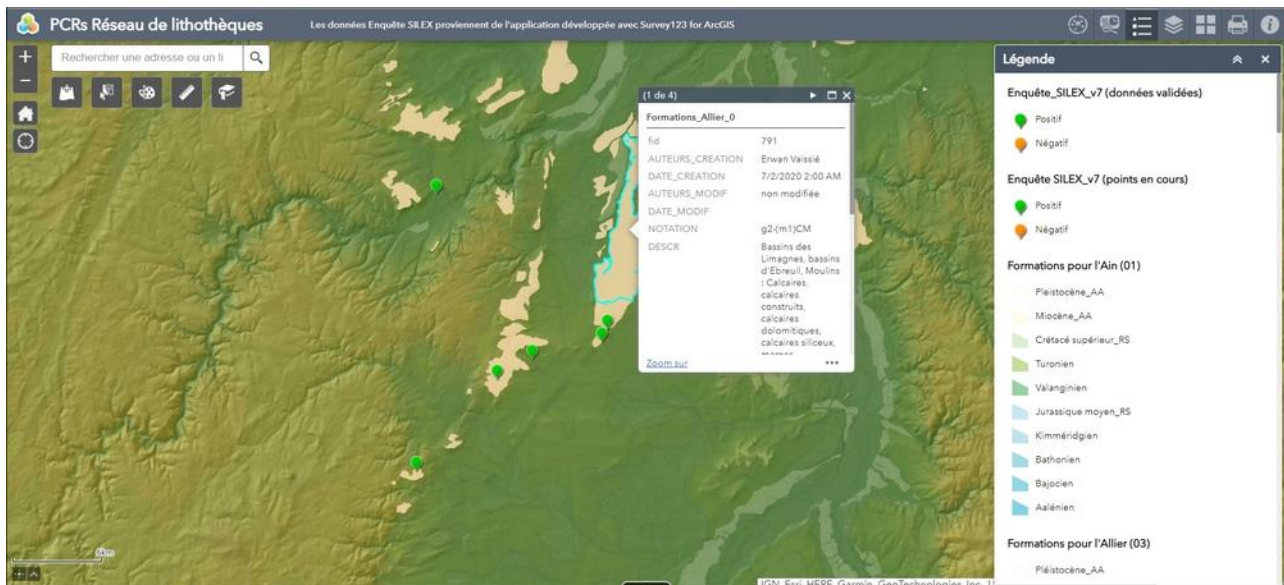 PCRs Réseau de lithothèques
Les données Enquête SILEX proviennent de l'application développée avec Survey123 for ArcGIS
+
−
Rechercher une adresse ou un li
(1 de 4)
Formations_Allier_0
fid 791
AUTEURS_CREATION Erwan Vaissié
DATE_CREATION 7/2/2020 2:00 AM
AUTEURS_MODIF non modifiée
DATE_MODIF
NOTATION g2-(m1)CM
DESCR Bassins des
Limagnes, bassins
d'Ebreuil, Moulins
: Calcaires,
calcaires
construits,
calcaires
dolomitiques,
calcaires siliceux,
Zoom sur
Légende
Enquête_SILEX_v7 (données validées)
Positif
Négatif
Enquête SILEX_v7 (points en cours)
Positif
Négatif
Formations pour l'Ain (01)
Pleistocène_AA
Miocène_AA
Crétacé supérieur_RS
Turonien
Valanginien
Jurassique moyen_RS
Kimméridgien
Bathonien
Bajocien
Aalénien
Formations pour l'Allier (03)
Pléistocène_AA
6km